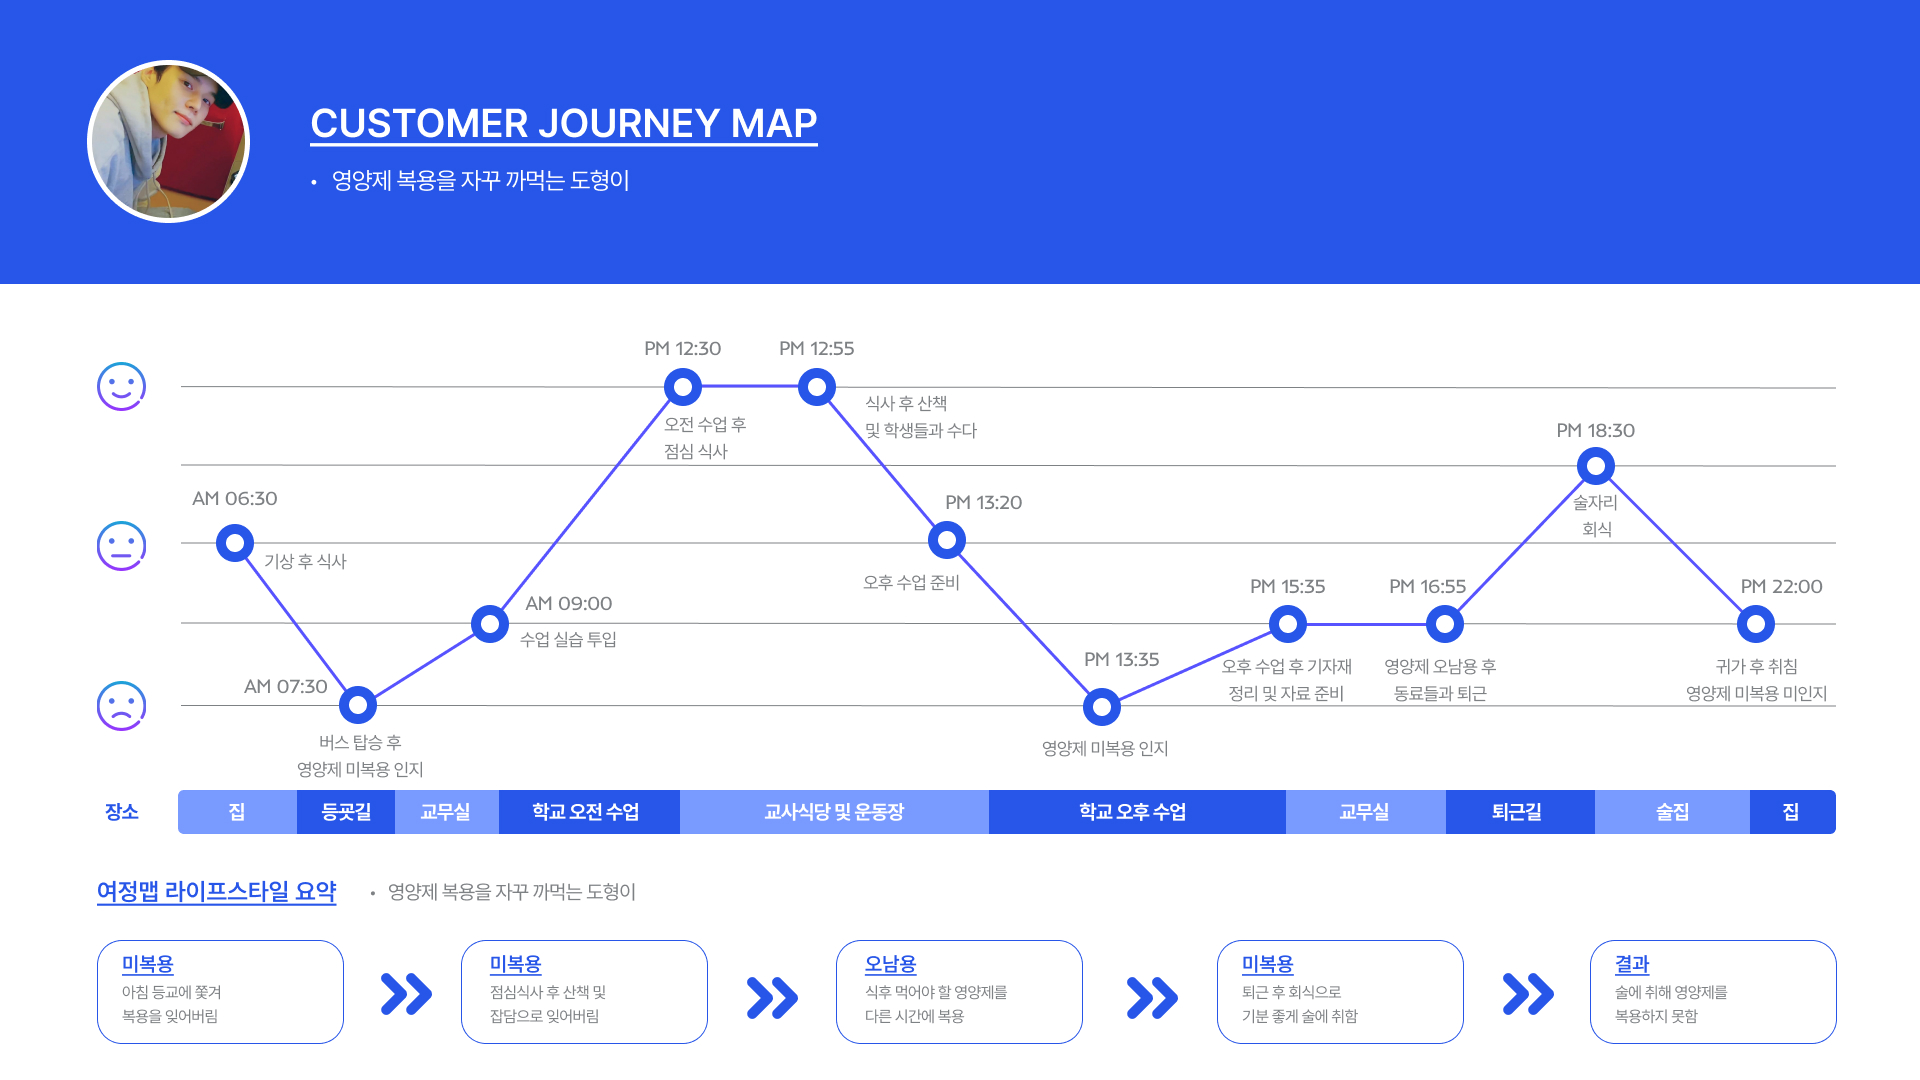 CUSTOMER JOURNEY MAP
• 영양제 복용을 자꾸 까먹는 도형이
PM 12:30
PM 12:55
오전 수업 후
점심 식사
식사 후 산책
및 학생들과 수다
PM 18:30
술자리
회식
AM 06:30
기상 후 식사
PM 13:20
오후 수업 준비
AM 09:00
수업 실습 투입
PM 15:35
오후 수업 후 기자재
정리 및 자료 준비
PM 16:55
영양제 오남용 후
동료들과 퇴근
PM 22:00
귀가 후 취침
영양제 미복용 미인지
AM 07:30
버스 탑승 후
영양제 미복용 인지
PM 13:35
영양제 미복용 인지
장소 집 등굣길 교무실 학교 오전 수업 교사식당 및 운동장 학교 오후 수업 교무실 퇴근길 술집 집
여정맵 라이프스타일 요약 • 영양제 복용을 자꾸 까먹는 도형이
미복용
아침 등교에 쫓겨
복용을 잊어버림
미복용
점심식사 후 산책 및
잡담으로 잊어버림
오남용
식후 먹어야 할 영양제를
다른 시간에 복용
미복용
퇴근 후 회식으로
기분 좋게 술에 취함
결과
술에 취해 영양제를
복용하지 못함